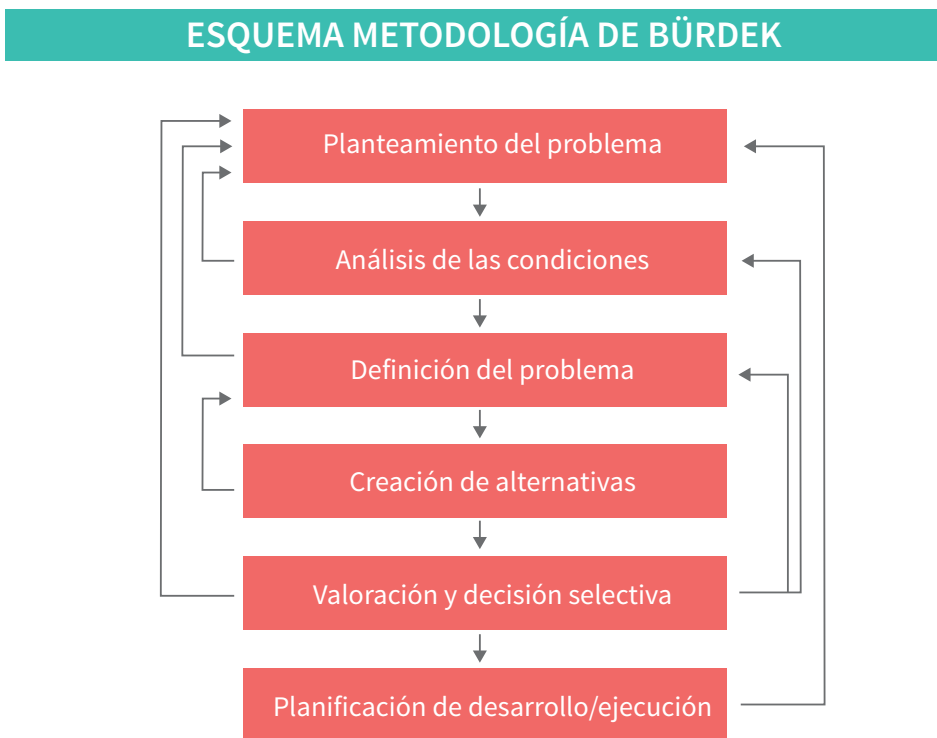 ESQUEMA METODOLOGÍA DE BÜRDEK
Planteamiento del problema
Análisis de las condiciones
Definición del problema
Creación de alternativas
Valoración y decisión selectiva
Planificación de desarrollo/ejecución